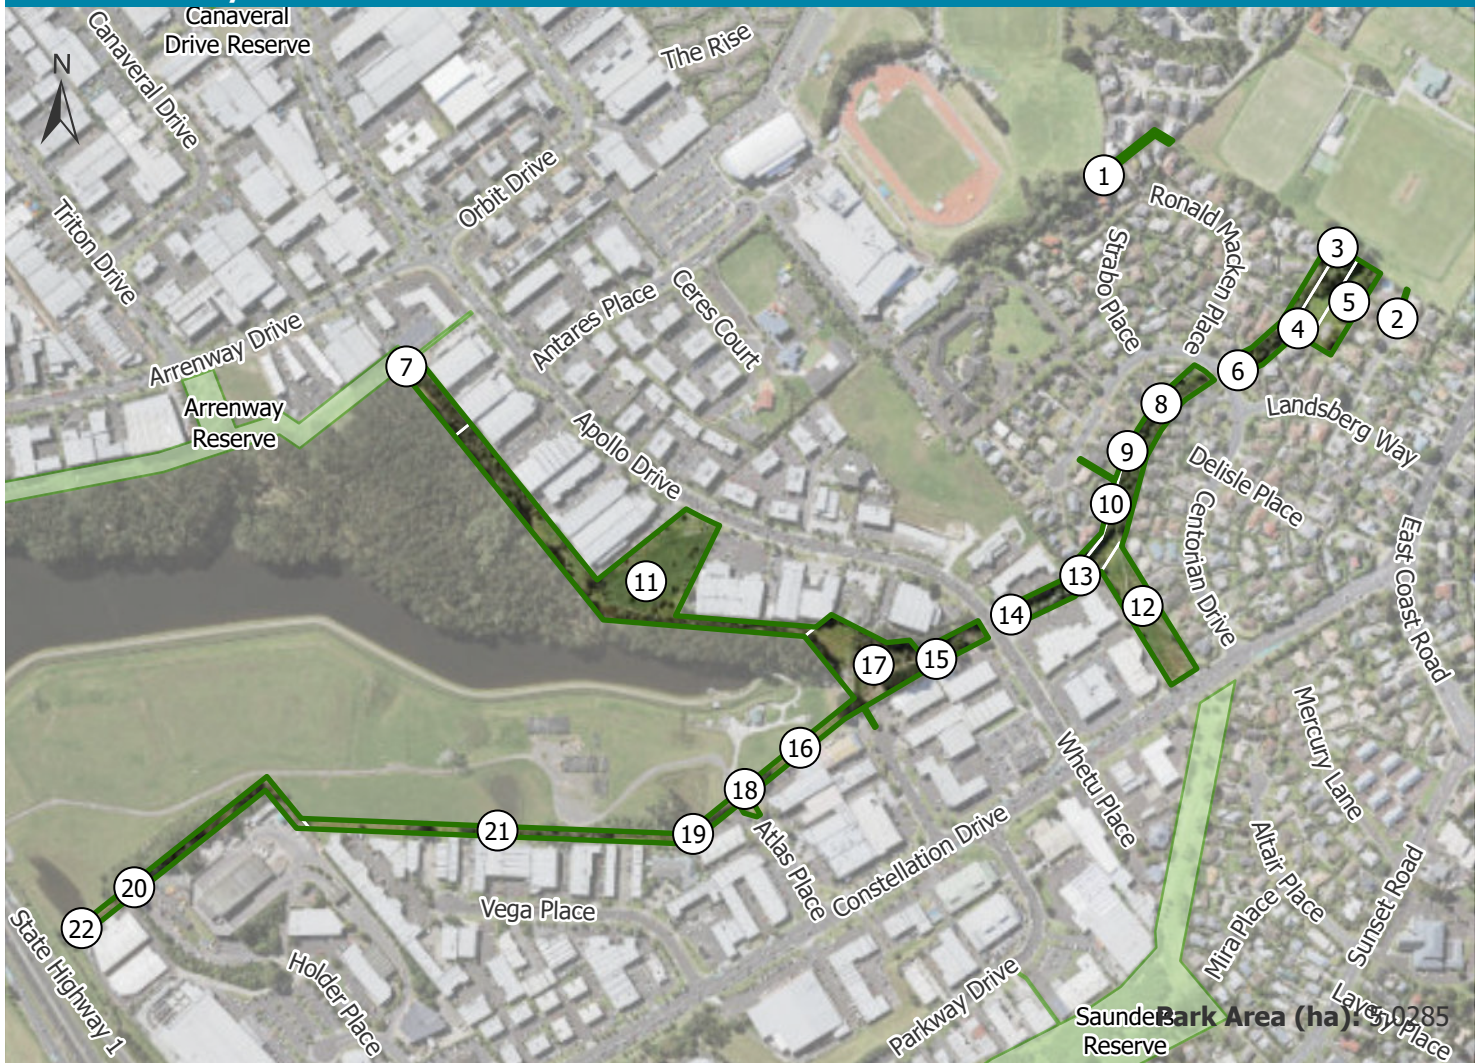 Canaveral
Drive Reserve
Canaveral Drive
The Rise
N
Triton Drive
Orbit Drive
1
Ronald Macken Place
Strabo Place
3
5
2
4
Antares Place
Ceres Court
Arrenway Drive
7
6
8
Arrenway
Reserve
Landsberg Way
Apollo Drive
9
Delisle Place
10
Centorian Drive
East Coast Road
11
13
12
14
15
17
16
Whetu Place
Mercury Lane
18
19
21
Atlas Place
Constellation Drive
Altair Place
20
Vega Place
22
State Highway 1
Holder Place
Mira Place
Sunset Road
Parkway Drive
Saunders
Reserve
Park Area (ha): 0285
Lavery Place